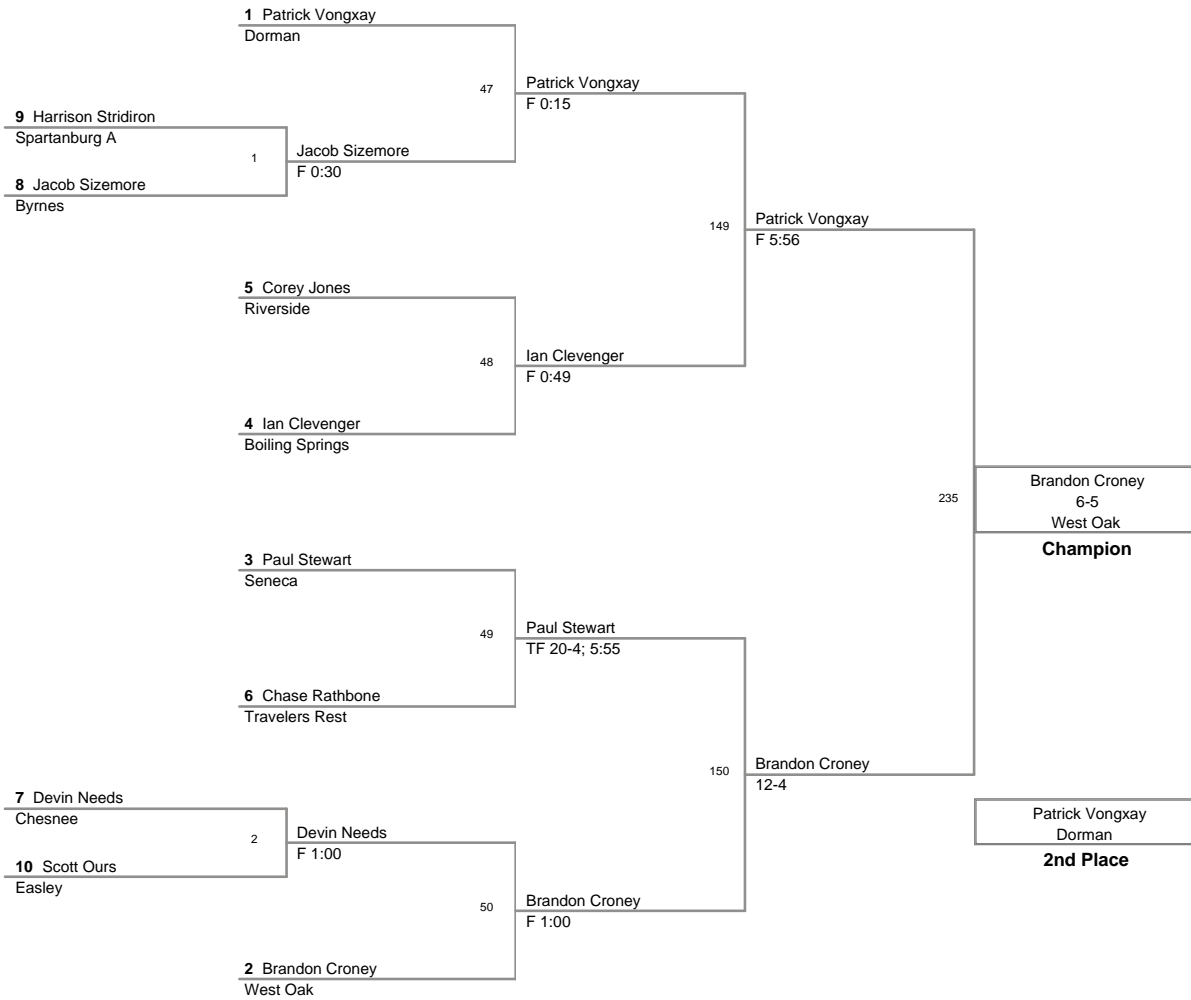 1 Patrick Vongxay
Dorman
47
Patrick Vongxay
F 0:15
9 Harrison Stridiron
Spartanburg A
1
Jacob Sizemore
F 0:30
8 Jacob Sizemore
Byrnes
149
Patrick Vongxay
F 5:56
5 Corey Jones
Riverside
48
Ian Clevenger
F 0:49
4 Ian Clevenger
Boiling Springs
235
Brandon Croney
6-5
West Oak
Champion
3 Paul Stewart
Seneca
49
Paul Stewart
TF 20-4; 5:55
6 Chase Rathbone
Travelers Rest
150
Brandon Croney
12-4
7 Devin Needs
Chesnee
2
Devin Needs
F 1:00
10 Scott Ours
Easley
50
Brandon Croney
F 1:00
2 Brandon Croney
West Oak
Patrick Vongxay
Dorman
2nd Place